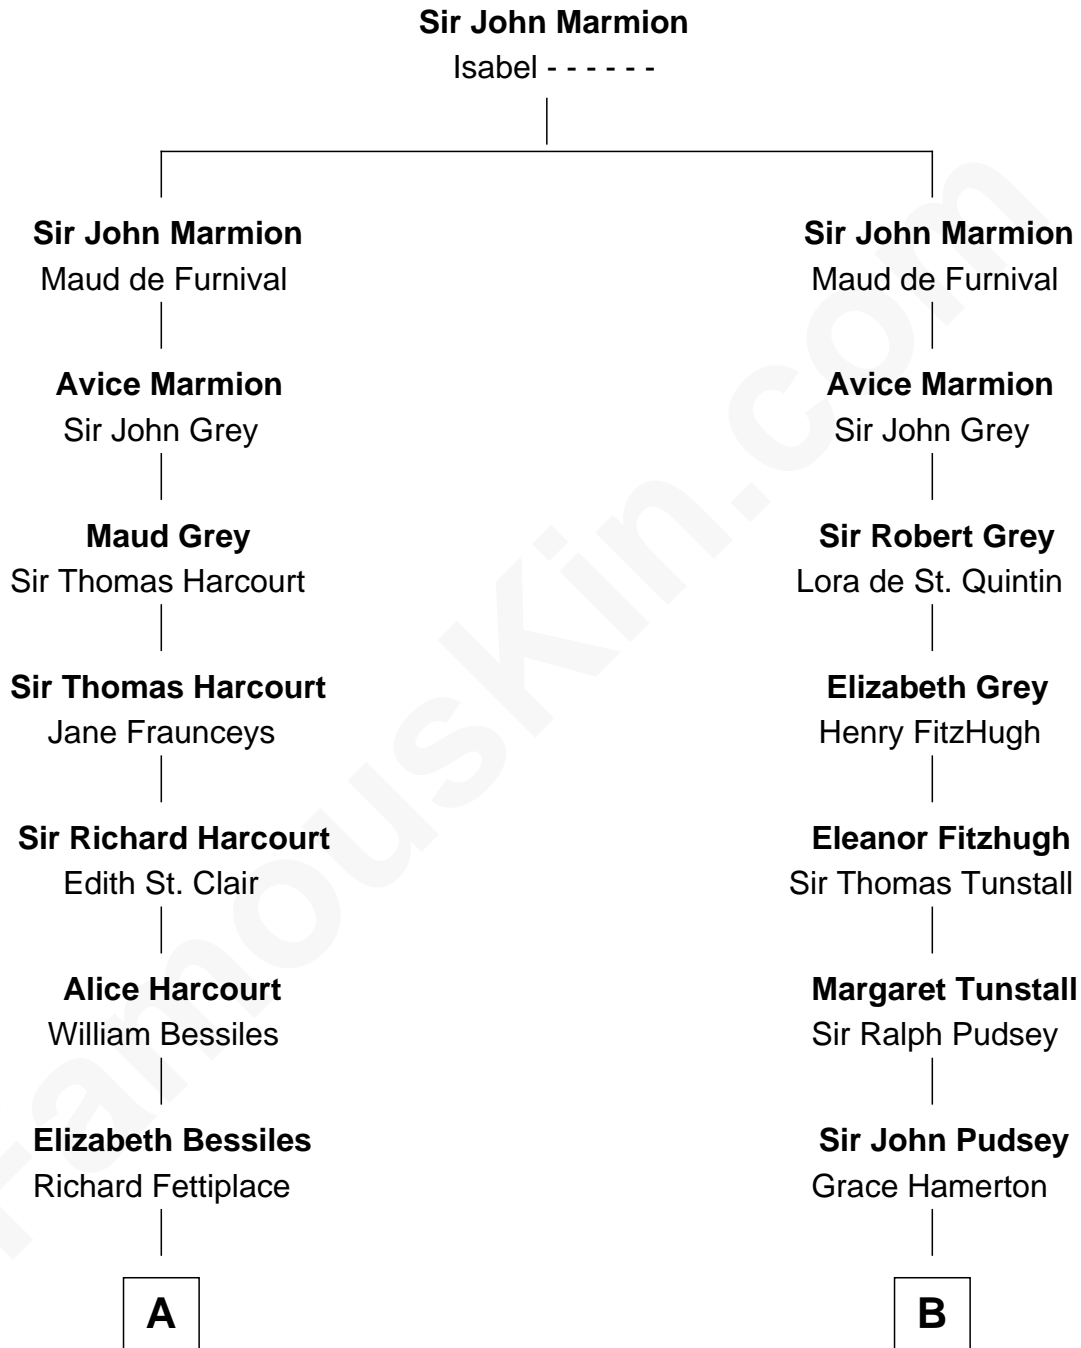 Sir John Marmion
Isabel - - - - - -
Sir John Marmion
Maud de Furnival
Avice Marmion
Sir John Grey
Maud Grey
Sir Thomas Harcourt
Sir Thomas Harcourt
Jane Fraunceys
Sir Richard Harcourt
Edith St. Clair
Alice Harcourt
William Bessiles
Elizabeth Bessiles
Richard Fettiplace
A
Sir John Marmion
Maud de Furnival
Avice Marmion
Sir John Grey
Sir Robert Grey
Lora de St. Quintin
Elizabeth Grey
Henry FitzHugh
Eleanor Fitzhugh
Sir Thomas Tunstall
Margaret Tunstall
Sir Ralph Pudsey
Sir John Pudsey
Grace Hamerton
B
FamousKin.com